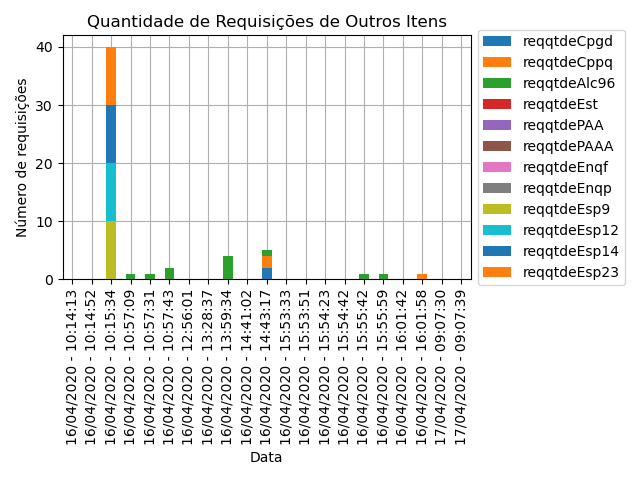 Quantidade de Requisições de Outros Itens
Número de requisições
40
30
20
10
0
16/04/2020 - 10:14:13
16/04/2020 - 10:14:52
16/04/2020 - 10:15:34
16/04/2020 - 10:57:09
16/04/2020 - 10:57:31
16/04/2020 - 10:57:43
16/04/2020 - 12:56:01
16/04/2020 - 13:28:37
16/04/2020 - 13:59:34
16/04/2020 - 14:41:02
16/04/2020 - 14:43:17
16/04/2020 - 15:53:33
16/04/2020 - 15:53:51
16/04/2020 - 15:54:23
16/04/2020 - 15:54:42
16/04/2020 - 15:55:42
16/04/2020 - 15:55:59
16/04/2020 - 16:01:42
16/04/2020 - 16:01:58
17/04/2020 - 09:07:30
17/04/2020 - 09:07:39
Data
reqqtdeCpgd
reqqtdeCppq
reqqtdeAlc96
reqqtdeEst
reqqtdePAA
reqqtdePAAA
reqqtdeEnqf
reqqtdeEnqp
reqqtdeEsp9
reqqtdeEsp12
reqqtdeEsp14
reqqtdeEsp23